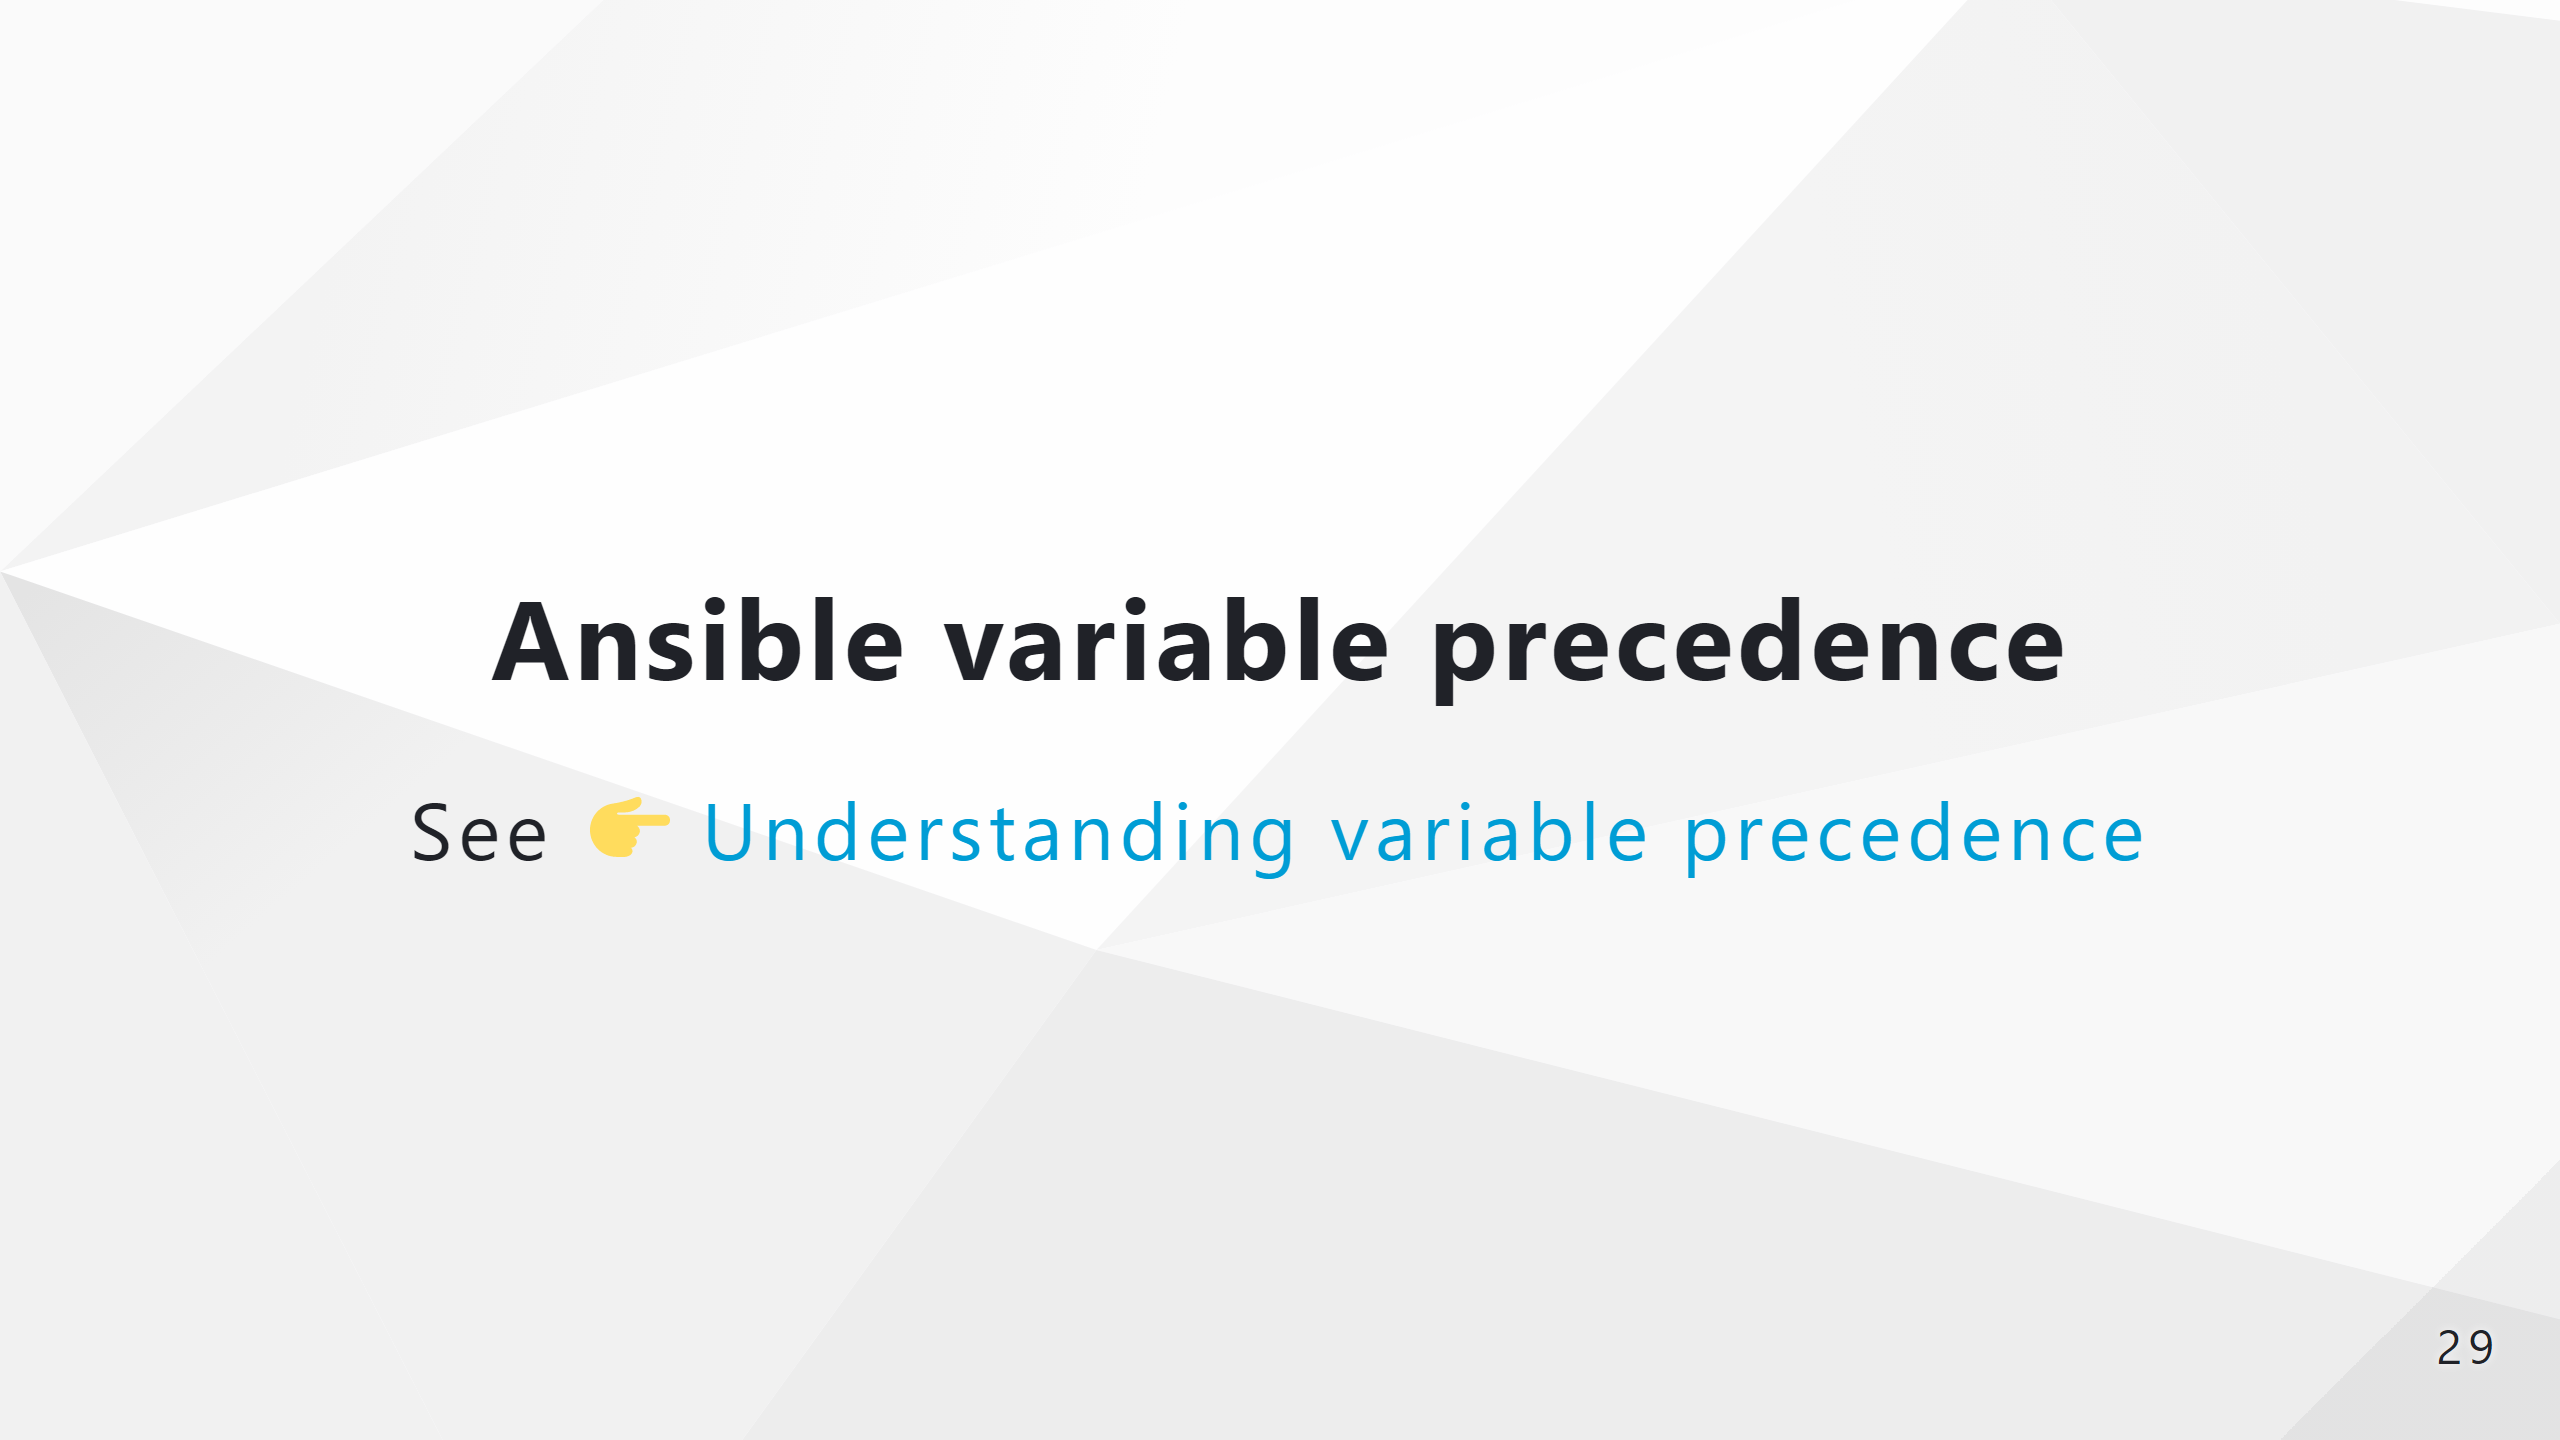 Ansible variable precedence
See 👉 Understanding variable precedence
29